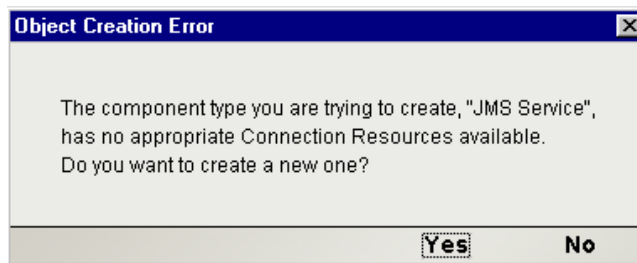 Object Creation Error
The component type you are trying to create, "JMS Service",
has no appropriate Connection Resources available.
Do you want to create a new one?
Yes No